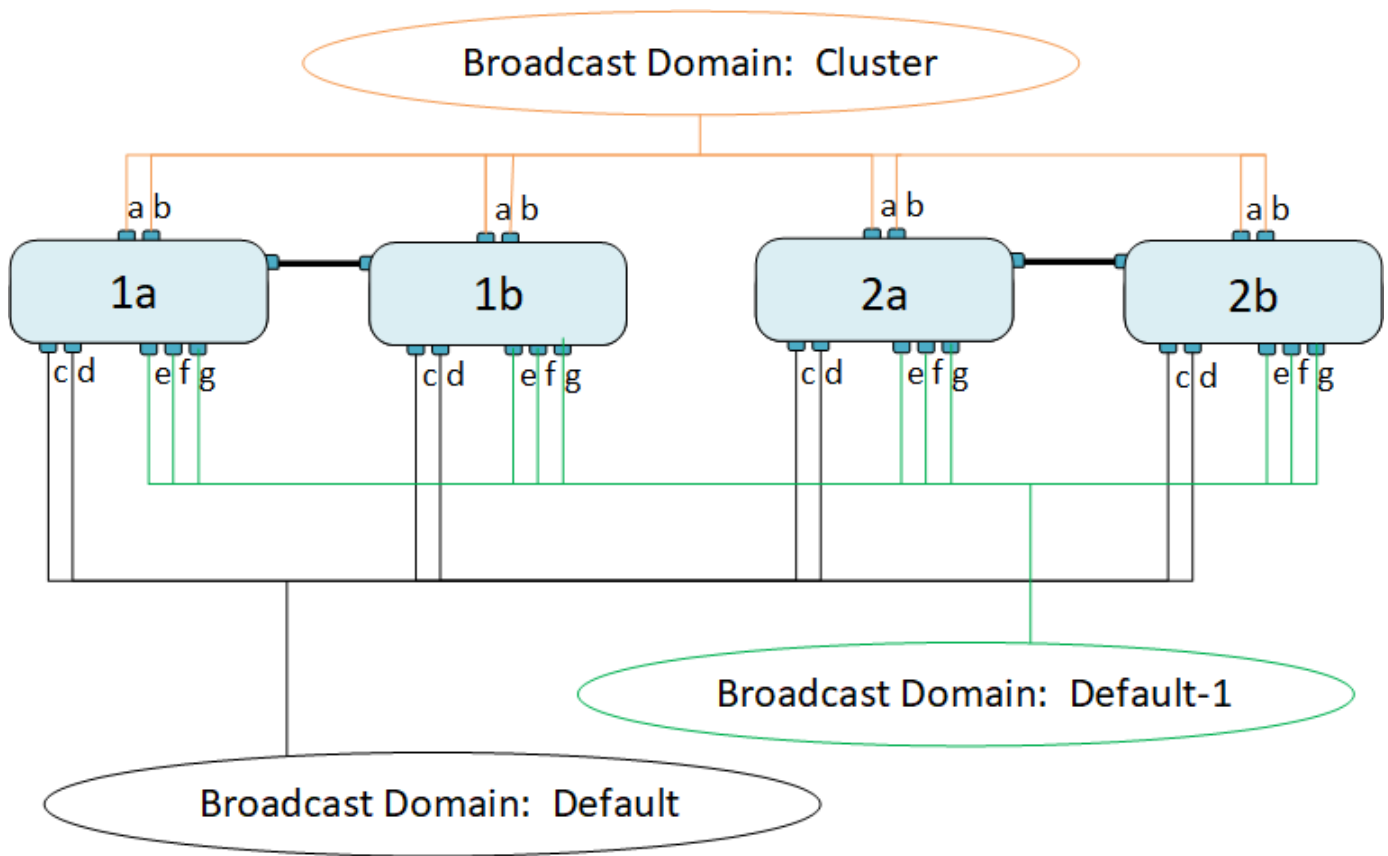 Broadcast Domain: Cluster
a b
a b
a b
a b
1a
1b
2a
2b
c d
e f g
c d
e f g
c d
e f g
c d
e f g
Broadcast Domain: Default-1
Broadcast Domain: Default